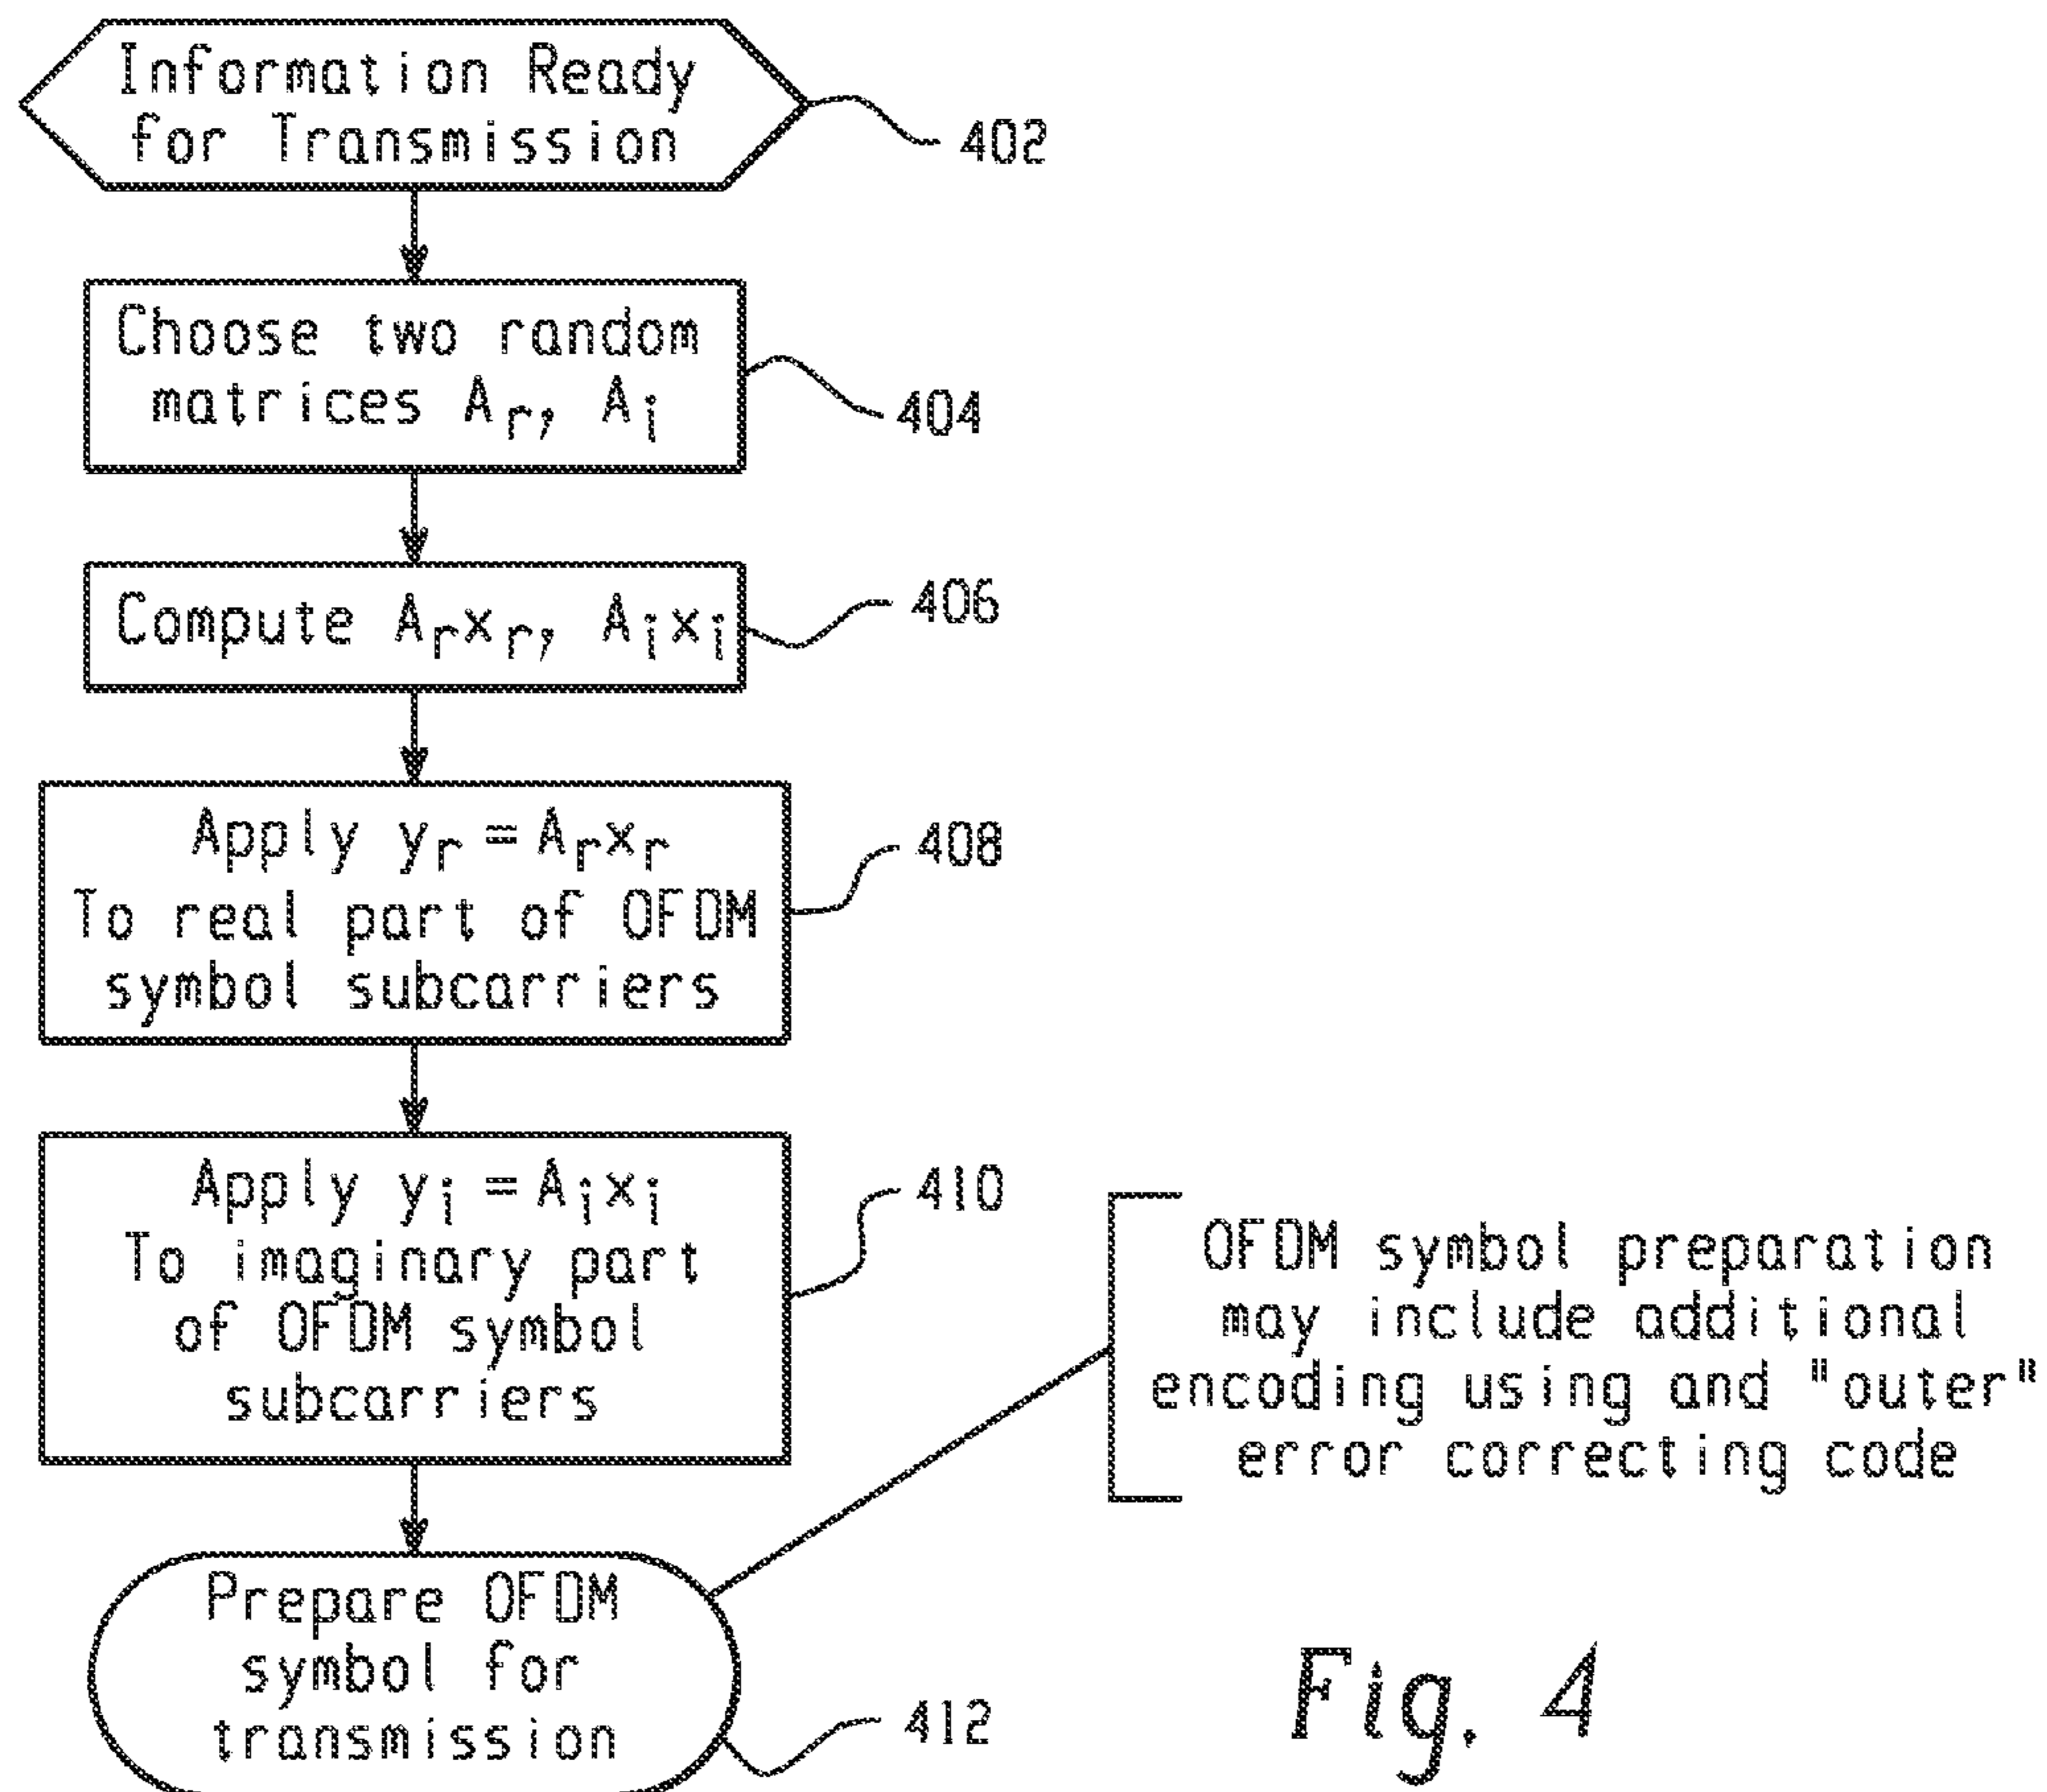 Information Ready
for Transmission
402
Choose two random
matrices Ar, Ai
404
Compute Arxr, Aixi
406
Apply yr = Arxr
To real part of OFDM
symbol subcarriers
408
Apply yi = Aixi
To imaginary part
of OFDM symbol
subcarriers
410
OFDM symbol preparation
may include additional
encoding using and "outer"
error correcting code
Prepare OFDM
symbol for
transmission
412
Fig. 4